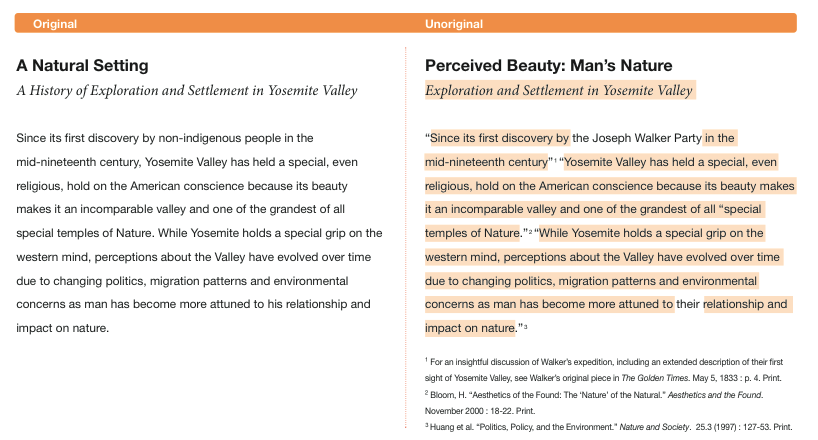 Original
Unoriginal
A Natural Setting
A History of Exploration and Settlement in Yosemite Valley
Since its first discovery by non-indigenous people in the
mid-nineteenth century, Yosemite Valley has held a special, even
religious, hold on the American conscience because its beauty
makes it an incomparable valley and one of the grandest of all
special temples of Nature. While Yosemite holds a special grip on the
western mind, perceptions about the Valley have evolved over time
due to changing politics, migration patterns and environmental
concerns as man has become more attuned to his relationship and
impact on nature.
Perceived Beauty: Man’s Nature
Exploration and Settlement in Yosemite Valley
“Since its first discovery by the Joseph Walker Party in the
mid-nineteenth century”¹ “Yosemite Valley has held a special, even
religious, hold on the American conscience because its beauty makes
it an incomparable valley and one of the grandest of all “special
temples of Nature.”² “While Yosemite holds a special grip on the
western mind, perceptions about the Valley have evolved over time
due to changing politics, migration patterns and environmental
concerns as man has become more attuned to their relationship and
impact on nature.”³
¹ For an insightful discussion of Walker’s expedition, including an extended description of their first
sight of Yosemite Valley, see Walker’s original piece in The Golden Times. May 5, 1833 : p. 4. Print.
² Bloom, H. “Aesthetics of the Found: The ‘Nature’ of the Natural.” Aesthetics and the Found.
November 2000 : 18-22. Print.
³ Huang et al. “Politics, Policy, and the Environment.” Nature and Society. 25.3 (1997) : 127-53. Print.